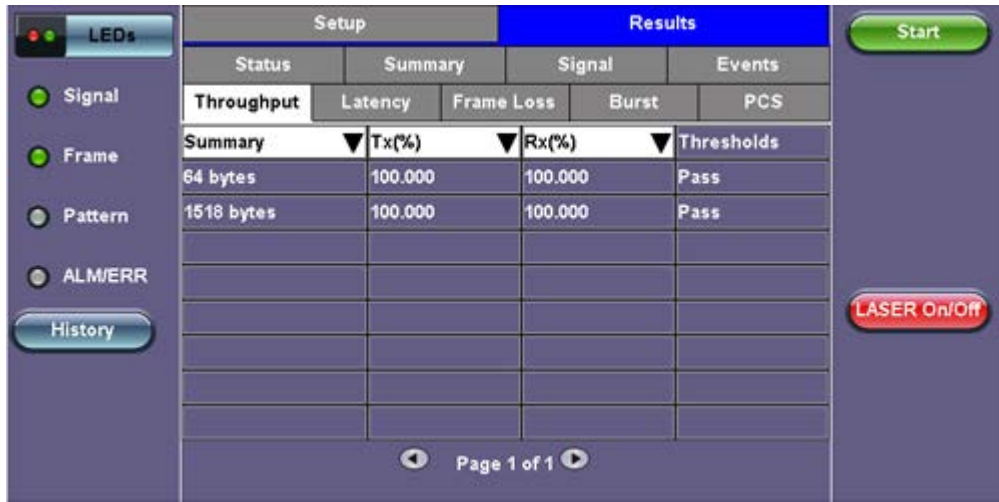 LEDs
Signal
Frame
Pattern
ALM/ERR
History
Setup Results
Status Summary Signal Events
Throughput Latency Frame Loss Burst PCS
Summary Tx(%) Rx(%) Thresholds
64 bytes 100.000 100.000 Pass
1518 bytes 100.000 100.000 Pass
Page 1 of 1
Start
LASER On/Off